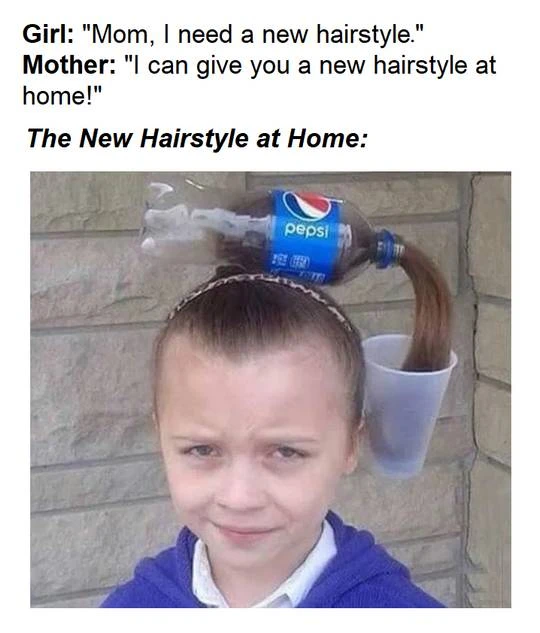 Girl: "Mom, I need a new hairstyle."
Mother: "I can give you a new hairstyle at
home!"
The New Hairstyle at Home:
pepsi